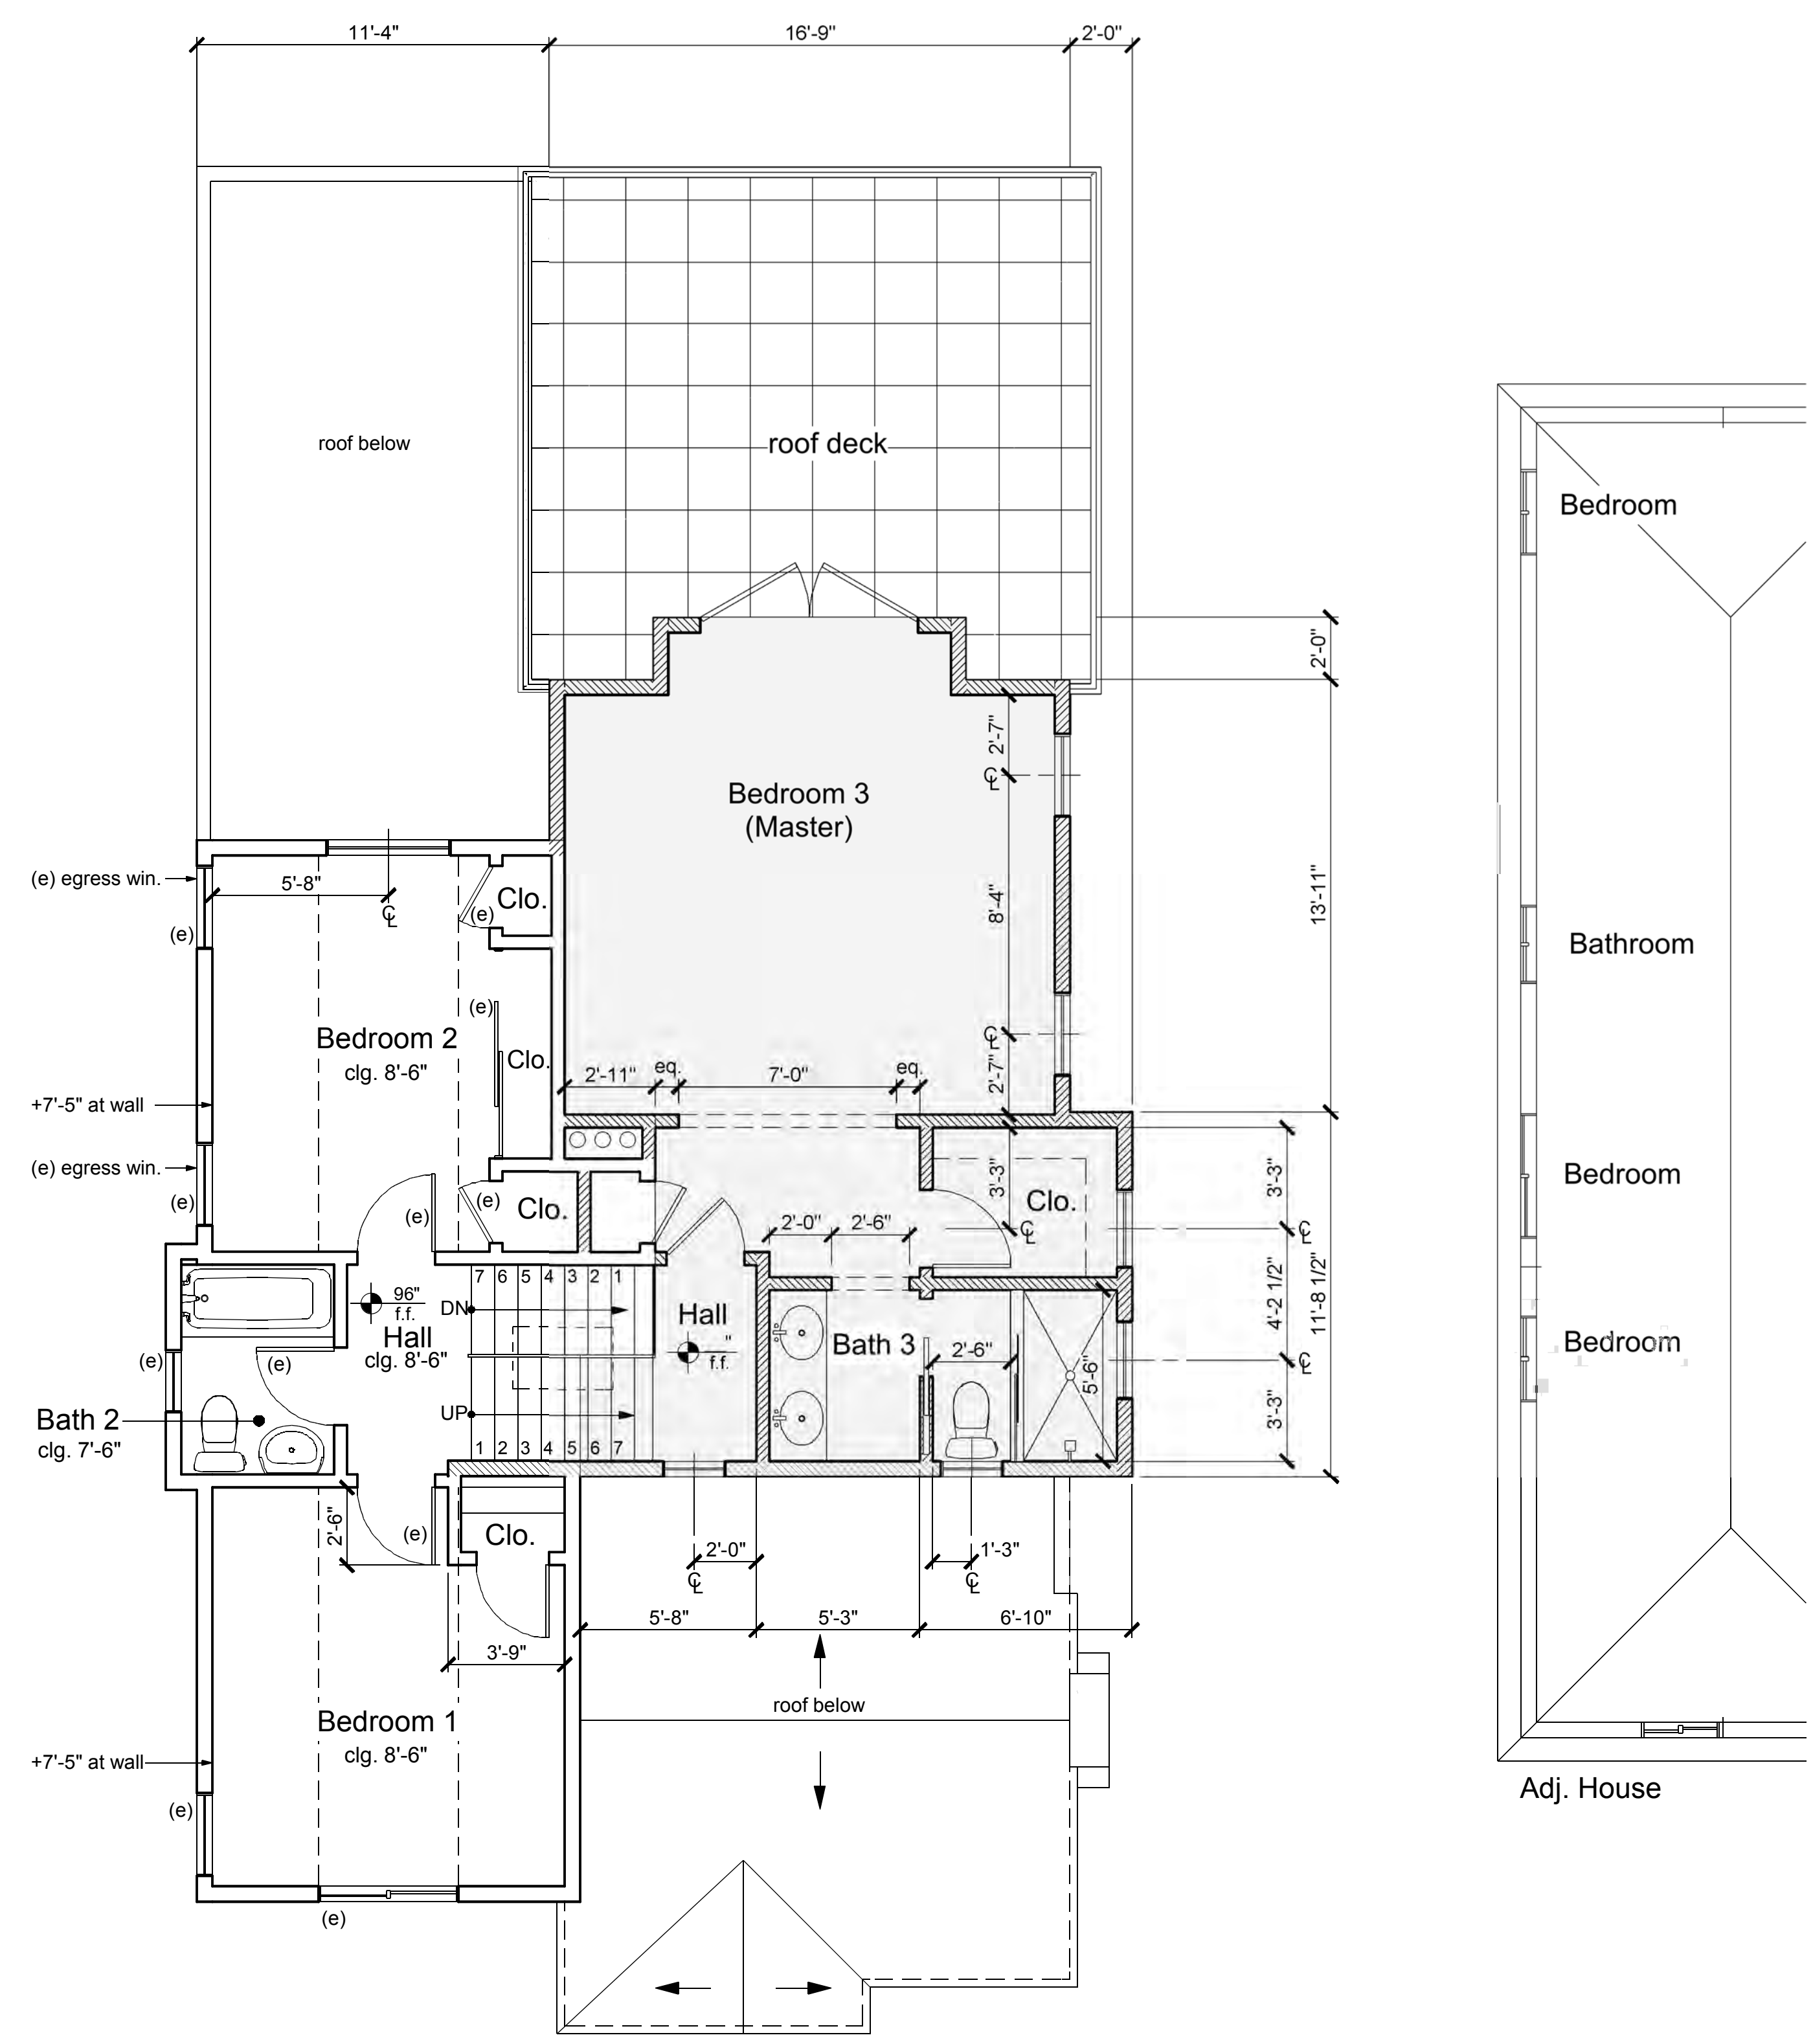 11'-4"
16'-9"
2'-0"
roof below
roof deck
Bedroom
2'-0"
2'-7"
℄
Bedroom 3
(Master)
(e) egress win.
5'-8"
℄
Clo.
(e)
(e)
8'-4"
13'-11"
Bathroom
(e)
Bedroom 2
clg. 8'-6"
Clo.
℄
2'-7"
2'-11"
eq.
7'-0"
eq.
+7'-5" at wall
(e) egress win.
(e)
(e)
(e)
Clo.
3'-3"
Clo.
3'-3"
Bedroom
℄
℄
2'-0"
2'-6"
7 6 5 4 3 2 1
96"
f.f.
DN
Hall
clg. 8'-6"
Hall
"
f.f.
Bath 3
2'-6"
5'-6"
4'-2 1/2"
11'-8 1/2"
Bedroom
℄
(e)
(e)
UP
1 2 3 4 5 6 7
Bath 2
clg. 7'-6"
3'-3"
2'-6"
(e)
Clo.
2'-0"
℄
1'-3"
℄
5'-8"
5'-3"
6'-10"
3'-9"
roof below
Bedroom 1
clg. 8'-6"
+7'-5" at wall
(e)
Adj. House
(e)